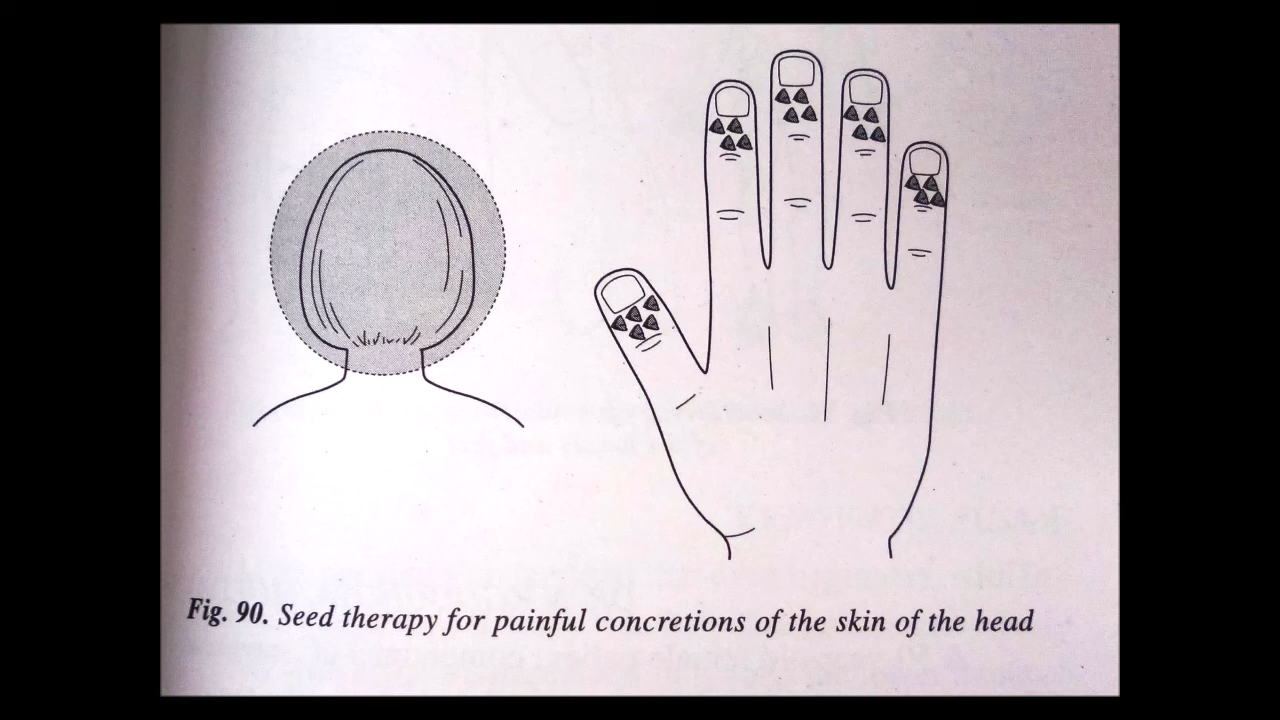 Fig. 90. Seed therapy for painful concretions of the skin of the head